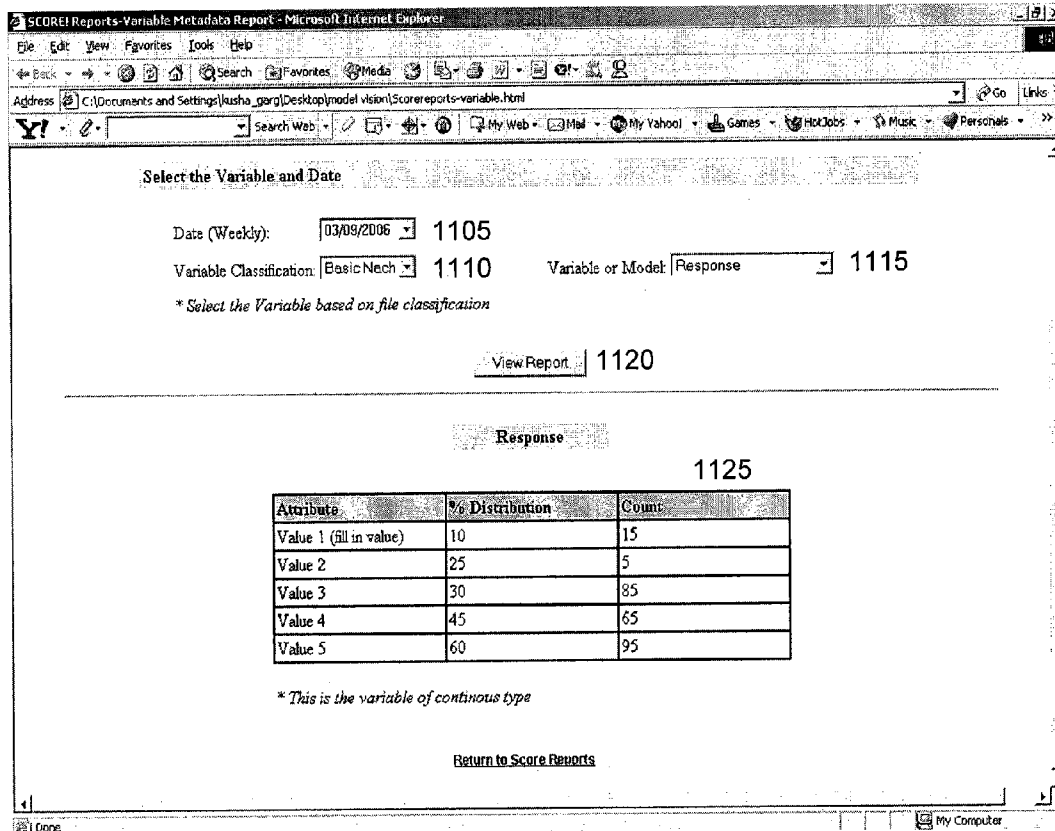 SCORE! Reports-Variable Metadata Report - Microsoft Internet Explorer
File Edit View Favorites Tools Help
Back Search Favorites Media
Address C:\Documents and Settings\kusha_garg\Desktop\model vision\Scorereports-variable.html Go Links
Y! Search Web My Web Mail My Yahoo! Games HotJobs Music Personals »
Select the Variable and Date
Date (Weekly): 03/09/2006 1105
Variable Classification: Basic Nech 1110 Variable or Model: Response 1115
* Select the Variable based on file classification
View Report 1120
Response
1125
Attribute % Distribution Count
Value 1 (fill in value) 10 15
Value 2 25 5
Value 3 30 85
Value 4 45 65
Value 5 60 95
* This is the variable of continous type
Return to Score Reports
Done My Computer